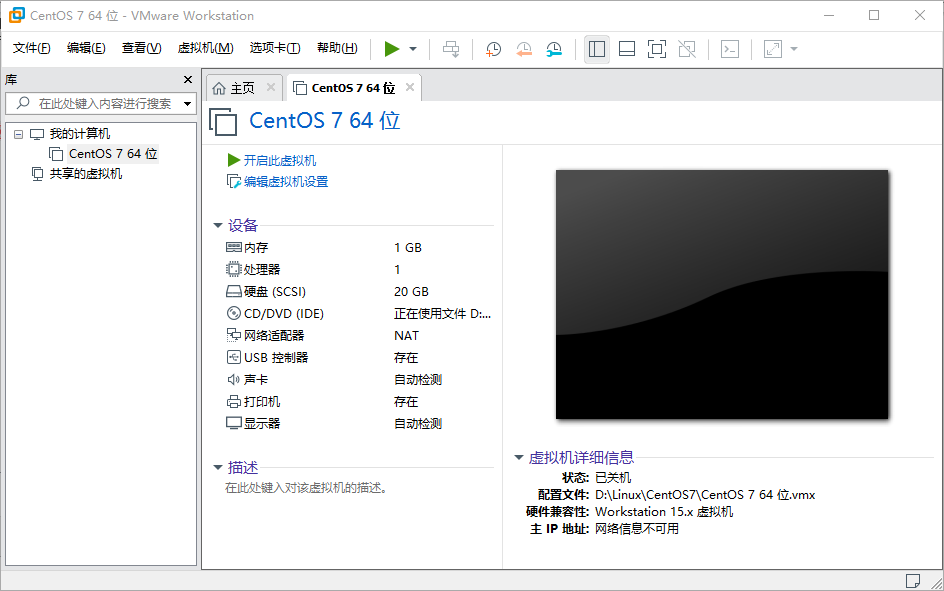 CentOS 7 64 位 - VMware Workstation
文件(F) 编辑(E) 查看(V) 虚拟机(M) 选项卡(T) 帮助(H)
库
在此处键入内容进行搜索
我的计算机
CentOS 7 64 位
共享的虚拟机
主页
CentOS 7 64 位
CentOS 7 64 位
开启此虚拟机
编辑虚拟机设置
设备
内存 1 GB
处理器 1
硬盘 (SCSI) 20 GB
CD/DVD (IDE) 正在使用文件 D:...
网络适配器 NAT
USB 控制器 存在
声卡 自动检测
打印机 存在
显示器 自动检测
描述
在此处键入对该虚拟机的描述。
虚拟机详细信息
状态: 已关机
配置文件: D:\Linux\CentOS7\CentOS 7 64 位.vmx
硬件兼容性: Workstation 15.x 虚拟机
主 IP 地址: 网络信息不可用